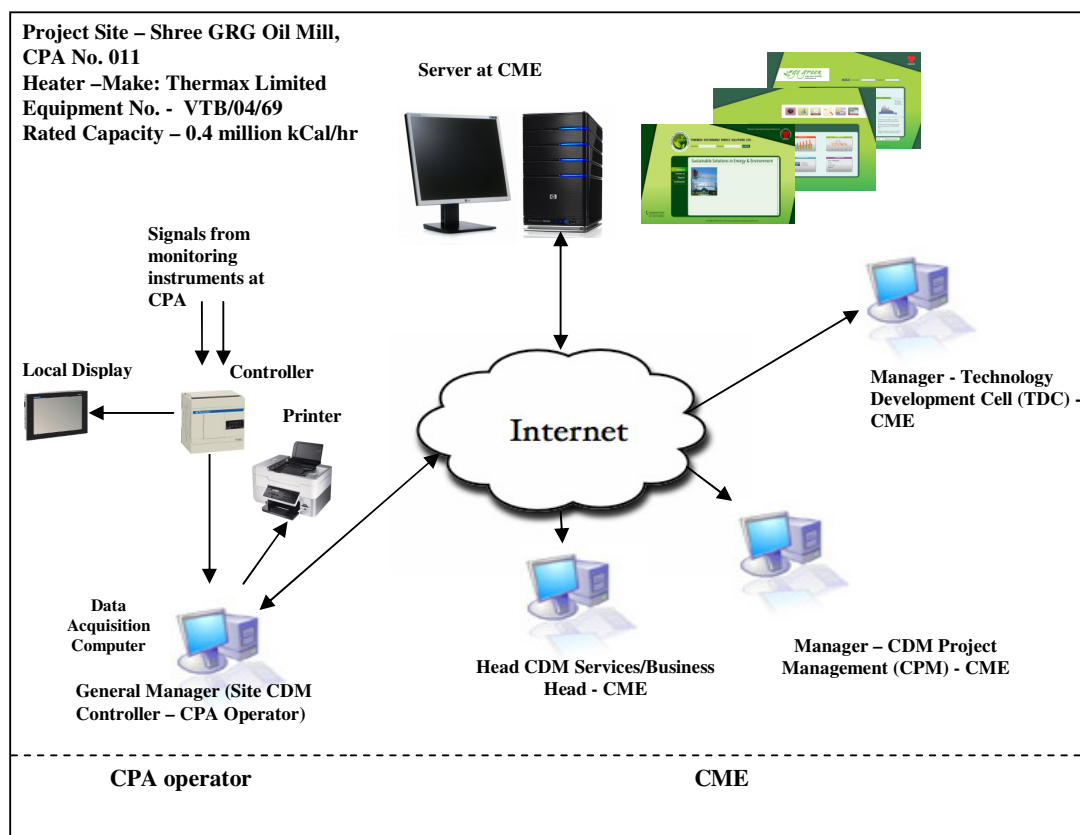 Project Site – Shree GRG Oil Mill,
CPA No. 011
Heater –Make: Thermax Limited
Equipment No. - VTB/04/69
Rated Capacity – 0.4 million kCal/hr
Server at CME
Sustainable Solutions in Energy & Environment
Signals from
monitoring
instruments at
CPA
Local Display
Controller
Printer
Internet
Manager - Technology
Development Cell (TDC) -
CME
Data
Acquisition
Computer
General Manager (Site CDM
Controller – CPA Operator)
Head CDM Services/Business
Head - CME
Manager – CDM Project
Management (CPM) - CME
CPA operator
CME